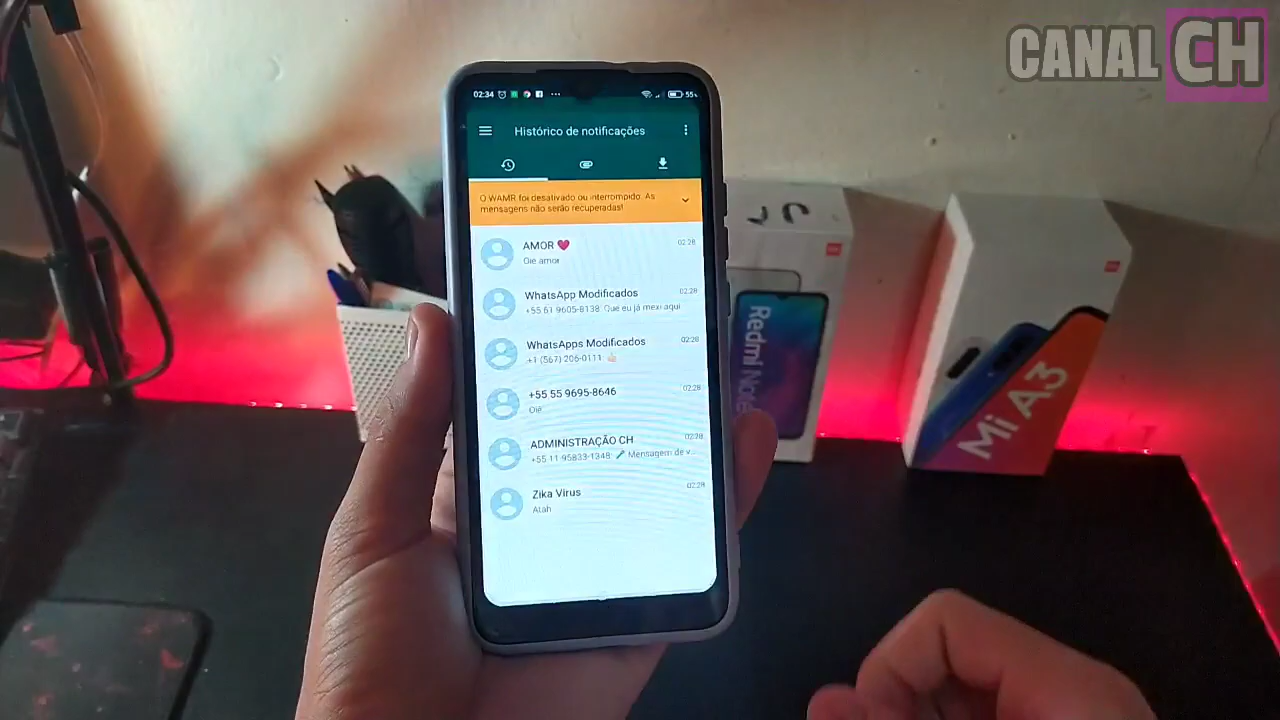 CANAL CH
02:34
55%
Histórico de notificações
O WAMR foi desativado ou interrompido. As
mensagens não serão recuperadas!
AMOR ❤️ 02:28
Oie amor
WhatsApp Modificados 02:28
+55 61 9605-8138: Que eu já mexi aqui
WhatsApps Modificados 02:28
+1 (567) 206-0111: 👍🏻
+55 55 9695-8646 02:28
Oie
ADMINISTRAÇÃO CH 02:28
+55 11 95833-1348: 🎤 Mensagem de v...
Zika Virus 02:28
Atah
Redmi Note
Mi A3